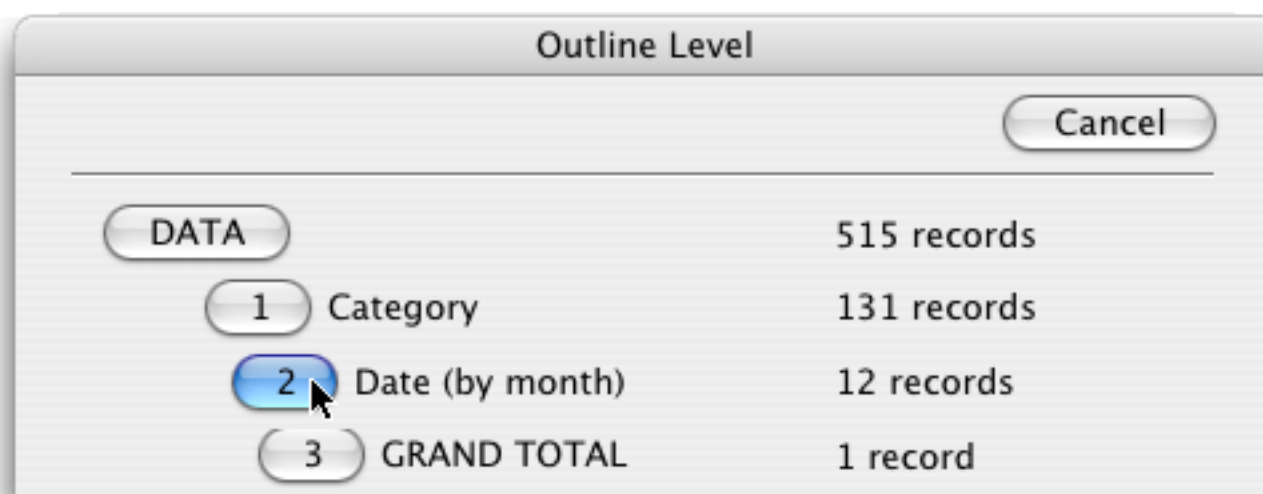 Outline Level
Cancel
DATA 515 records
1 Category 131 records
2 Date (by month) 12 records
3 GRAND TOTAL 1 record